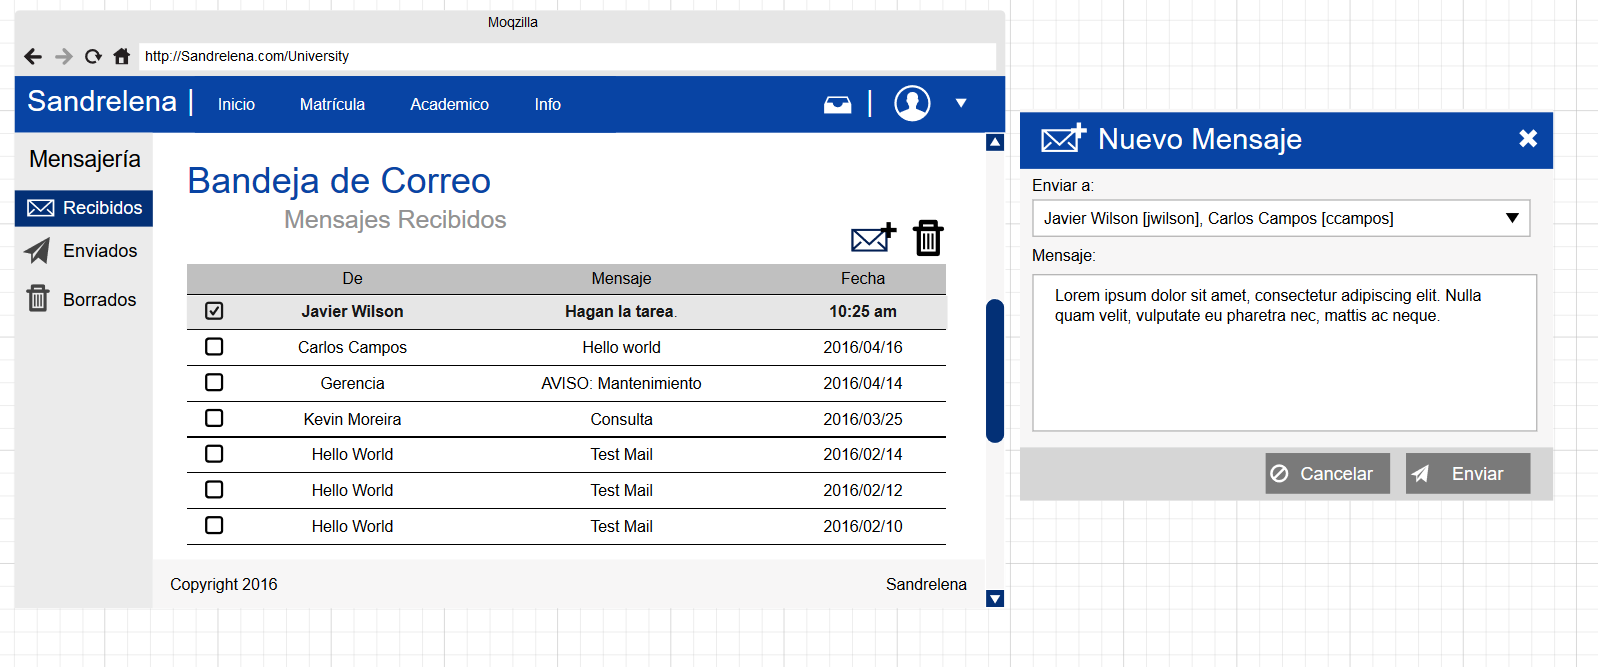 Moqzilla
http://Sandrelena.com/University
Sandrelena |
Inicio
Matrícula
Academico
Info
Mensajería
Recibidos
Enviados
Borrados
Bandeja de Correo
Mensajes Recibidos
De Mensaje Fecha
Javier Wilson Hagan la tarea. 10:25 am
Carlos Campos Hello world 2016/04/16
Gerencia AVISO: Mantenimiento 2016/04/14
Kevin Moreira Consulta 2016/03/25
Hello World Test Mail 2016/02/14
Hello World Test Mail 2016/02/12
Hello World Test Mail 2016/02/10
Copyright 2016 Sandrelena
Nuevo Mensaje
Enviar a:
Javier Wilson [jwilson], Carlos Campos [ccampos]
Mensaje:
Lorem ipsum dolor sit amet, consectetur adipiscing elit. Nulla
quam velit, vulputate eu pharetra nec, mattis ac neque.
Cancelar
Enviar